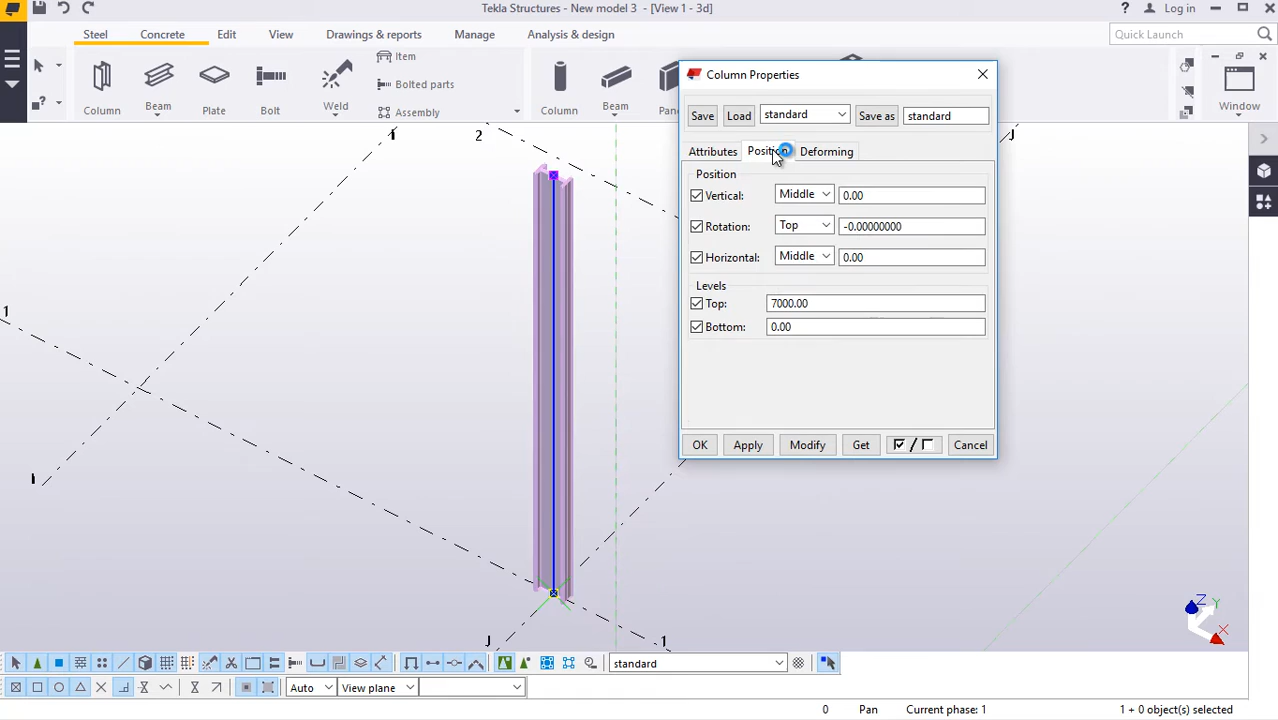 Tekla Structures - New model 3 - [View 1 - 3d]
? Log in
Steel Concrete Edit View Drawings & reports Manage Analysis & design Quick Launch
Item
Bolted parts
Assembly
Column Beam Plate Bolt Weld Column Beam Window
Column Properties
Save Load standard Save as standard
Attributes Position Deforming
Position
Vertical: Middle 0.00
Rotation: Top -0.00000000
Horizontal: Middle 0.00
Levels
Top: 7000.00
Bottom: 0.00
OK Apply Modify Get / Cancel
I
2
J
1
I
J
1
Z
Y
X
standard
Auto View plane
0 Pan Current phase: 1 1 + 0 object(s) selected